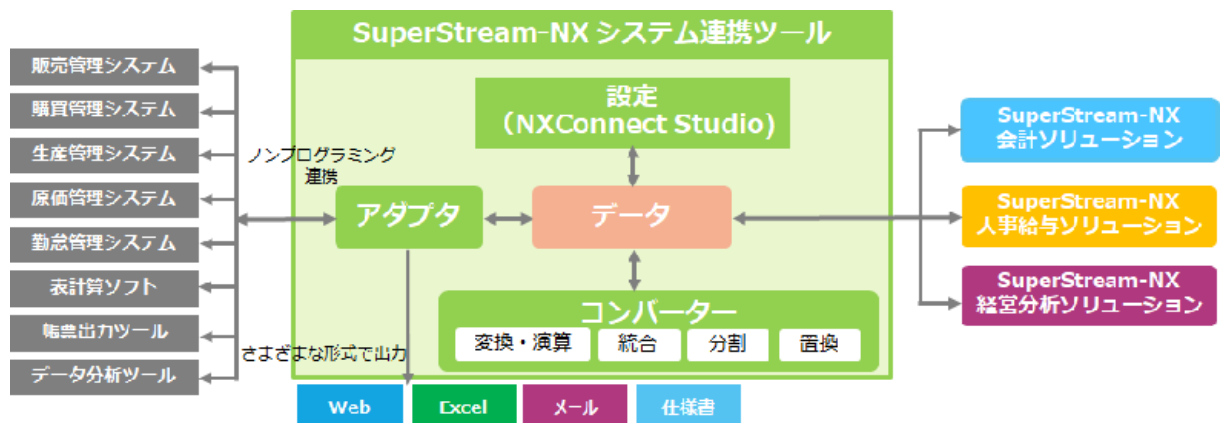 SuperStream-NX システム連携ツール
販売管理システム
購買管理システム
生産管理システム
原価管理システム
勤怠管理システム
表計算ソフト
帳票出力ツール
データ分析ツール
ノンプログラミング
連携
さまざまな形式で出力
設定
(NXConnect Studio)
アダプタ
データ
コンバーター
変換・演算
統合
分割
置換
Web
Excel
メール
仕様書
SuperStream-NX
会計ソリューション
SuperStream-NX
人事給与ソリューション
SuperStream-NX
経営分析ソリューション